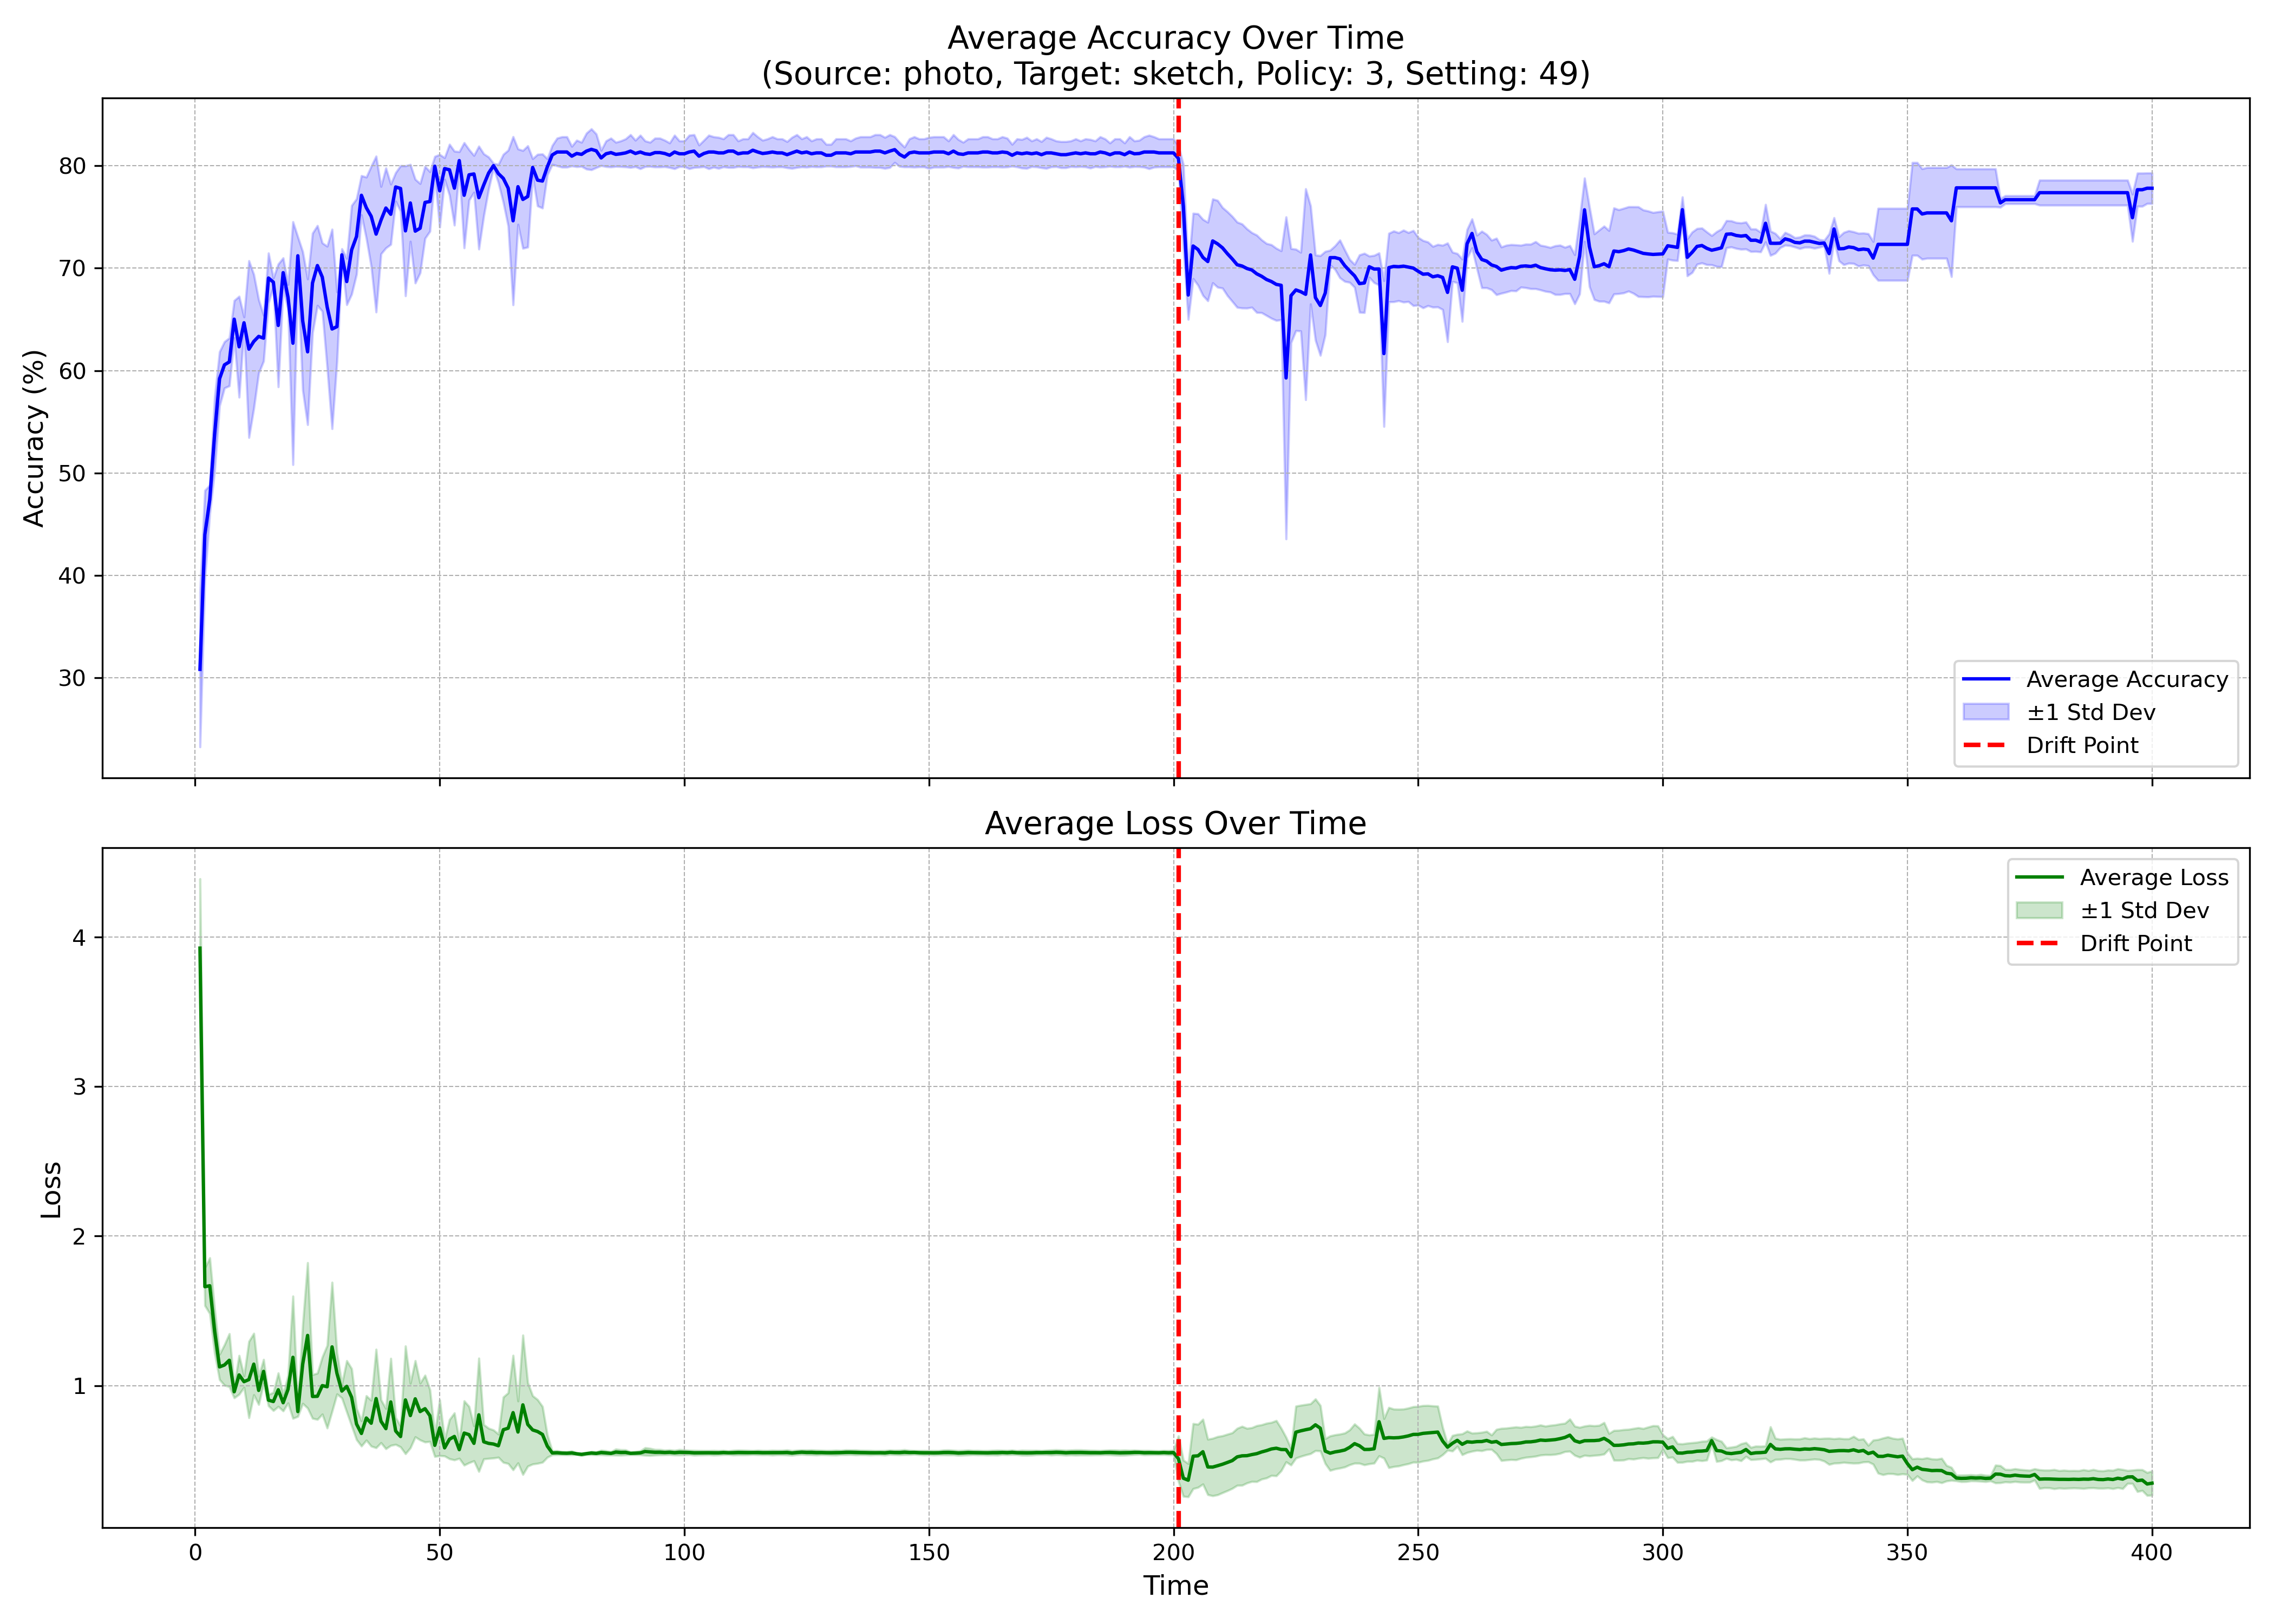 Average Accuracy Over Time
(Source: photo, Target: sketch, Policy: 3, Setting: 49)
Accuracy (%)
80
70
60
50
40
30
Average Accuracy
±1 Std Dev
Drift Point
Average Loss Over Time
Loss
4
3
2
1
Average Loss
±1 Std Dev
Drift Point
0 50 100 150 200 250 300 350 400
Time